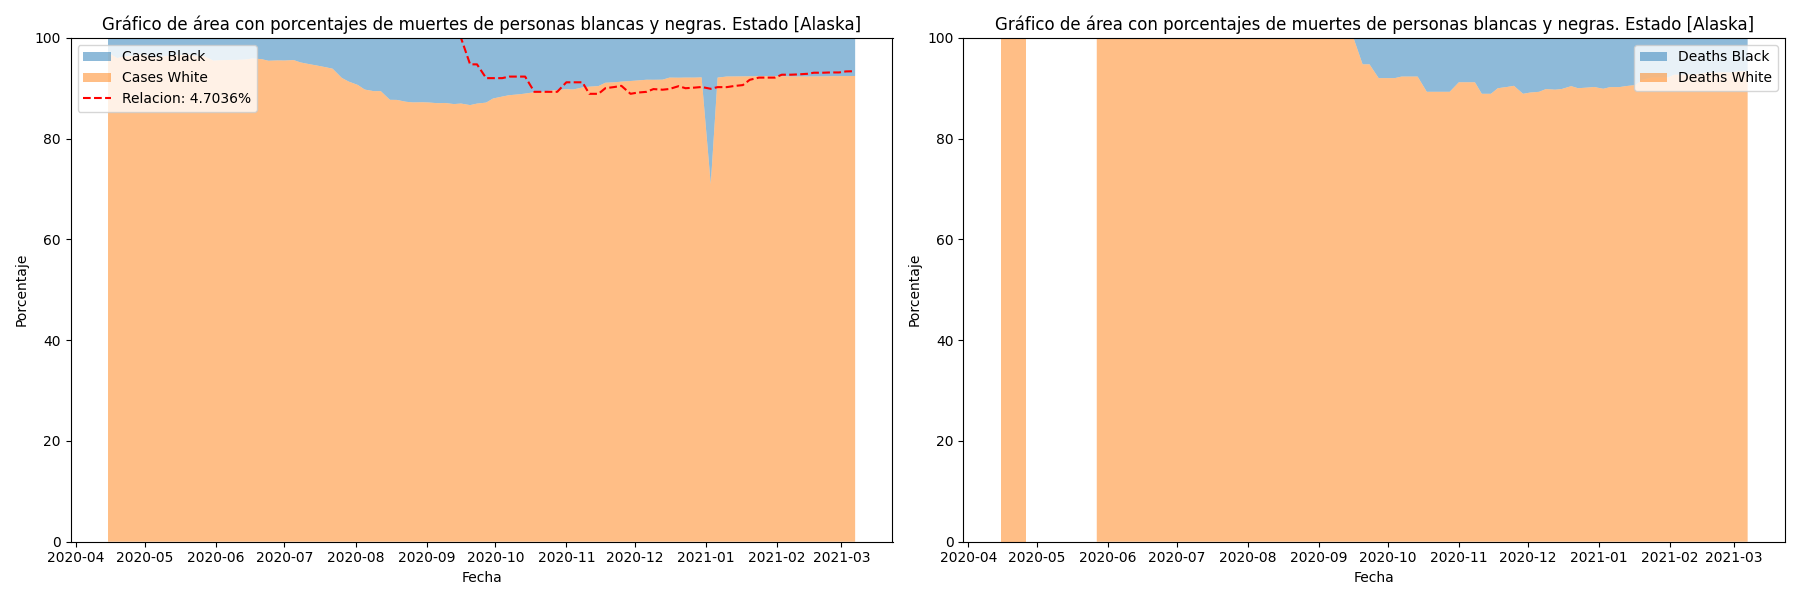 Gráfico de área con porcentajes de muertes de personas blancas y negras. Estado [Alaska]
100
80
60
40
20
0
Porcentaje
Cases Black
Cases White
Relacion: 4.7036%
2020-04 2020-05 2020-06 2020-07 2020-08 2020-09 2020-10 2020-11 2020-12 2021-01 2021-02 2021-03
Fecha
Gráfico de área con porcentajes de muertes de personas blancas y negras. Estado [Alaska]
100
80
60
40
20
0
Porcentaje
Deaths Black
Deaths White
2020-04 2020-05 2020-06 2020-07 2020-08 2020-09 2020-10 2020-11 2020-12 2021-01 2021-02 2021-03
Fecha